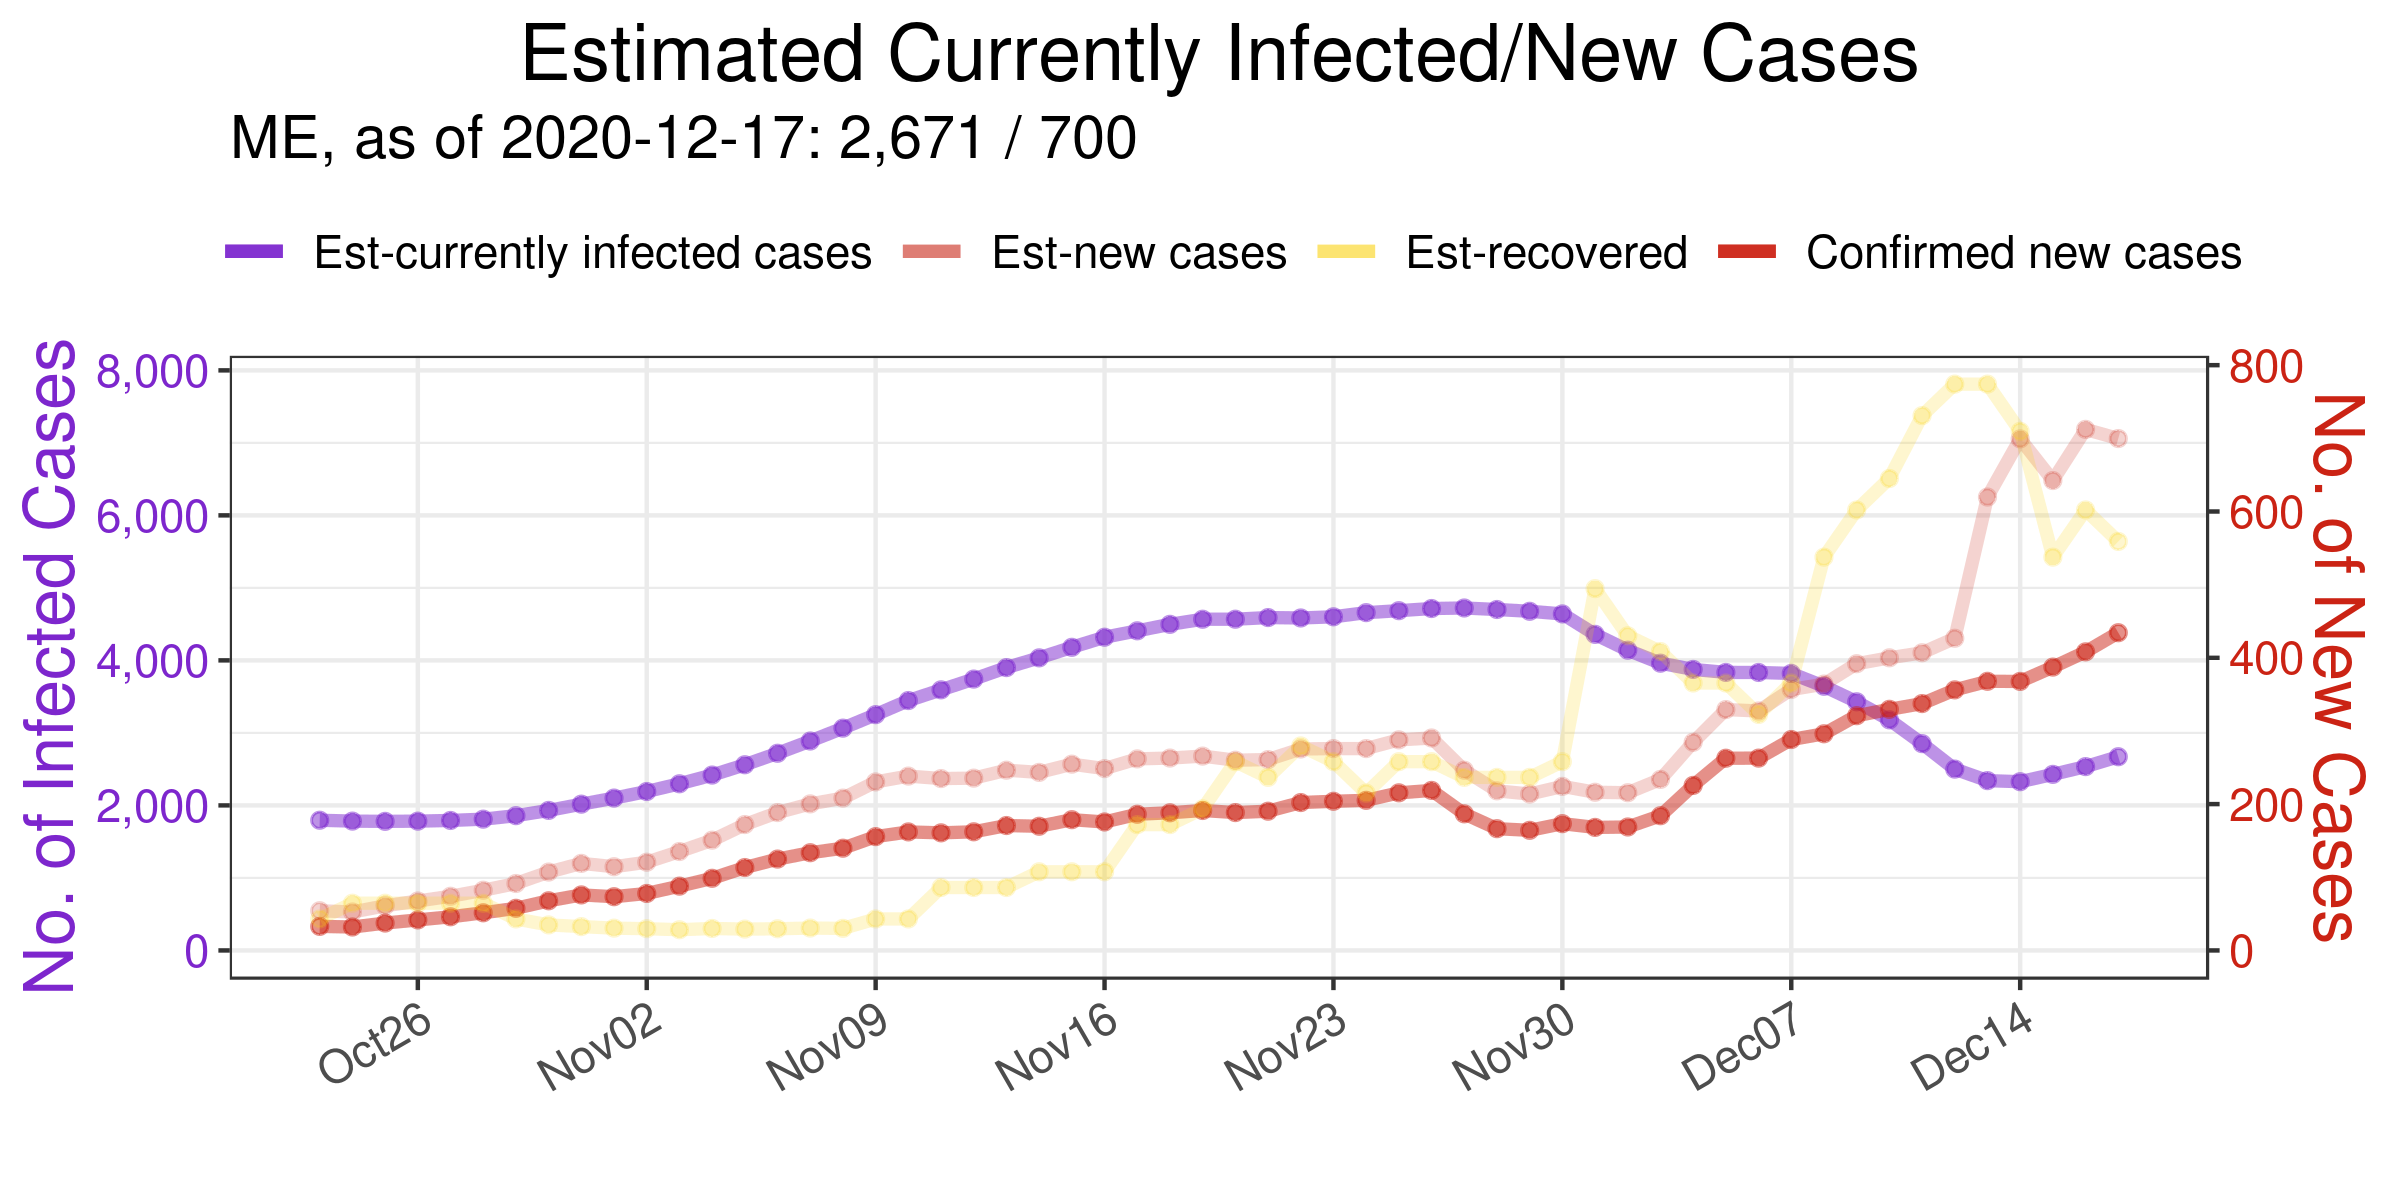 Estimated Currently Infected/New Cases
ME, as of 2020-12-17: 2,671 / 700
Est-currently infected cases Est-new cases Est-recovered Confirmed new cases
No. of Infected Cases
8,000
6,000
4,000
2,000
0
800
600
400
200
0
No. of New Cases
Oct26 Nov02 Nov09 Nov16 Nov23 Nov30 Dec07 Dec14